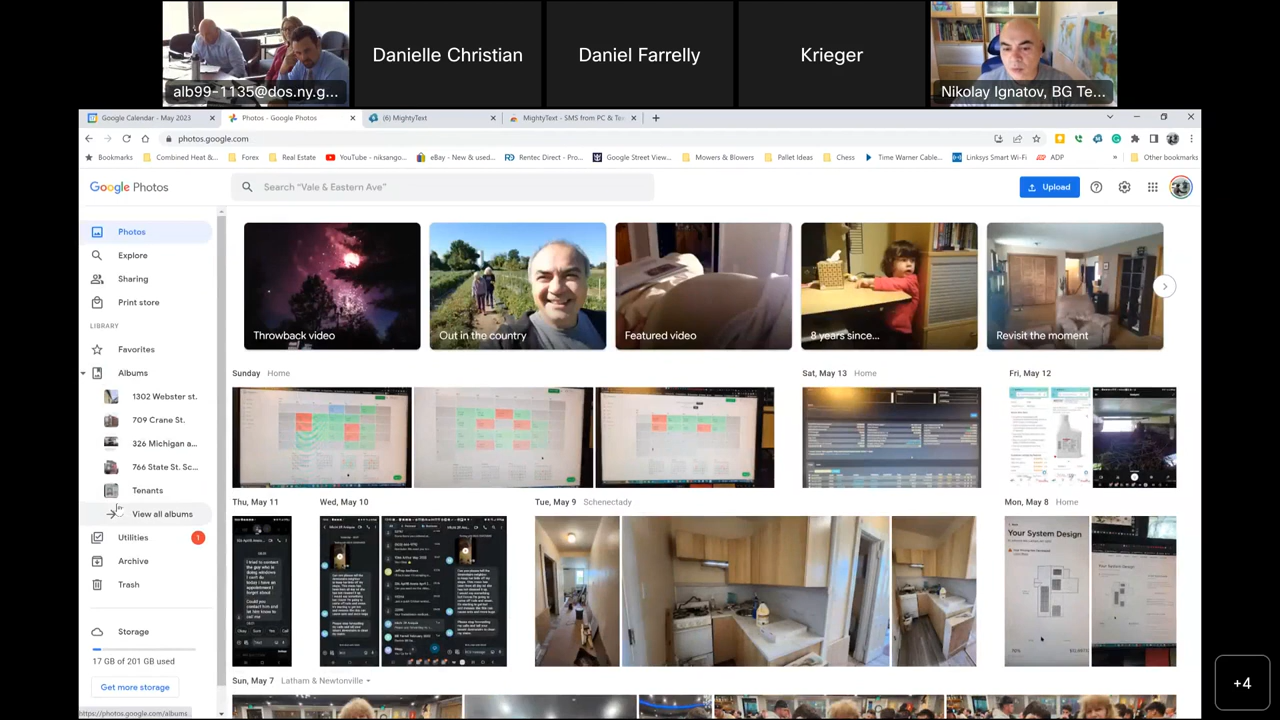 alb99-1135@dos.ny.g...
Danielle Christian
Daniel Farrelly
Krieger
Nikolay Ignatov, BG Te...
Google Calendar - May 2023
Photos - Google Photos
(6) MightyText
MightyText - SMS from PC & Te
photos.google.com
Bookmarks
Combined Heat &...
Forex
Real Estate
YouTube - niksango...
eBay - New & used...
Rentec Direct - Pro...
Google Street View...
Mowers & Blowers
Pallet Ideas
Chess
Time Warner Cable...
Linksys Smart Wi-Fi
ADP
»
Other bookmarks
Google Photos
Search "Vale & Eastern Ave"
Upload
Photos
Explore
Sharing
Print store
LIBRARY
Favorites
Albums
1302 Webster st.
709 Crane St.
326 Michigan a...
766 State St. Sc...
Tenants
View all albums
Utilities
1
Archive
Trash
Storage
17 GB of 201 GB used
Get more storage
https://photos.google.com/albums
Throwback video
Out in the country
Featured video
8 years since...
Revisit the moment
Sunday Home
Sat, May 13 Home
Fri, May 12
Thu, May 11
Wed, May 10
Tue, May 9 Schenectady
Mon, May 8 Home
Your System Design
Sun, May 7 Latham & Newtonville
+4